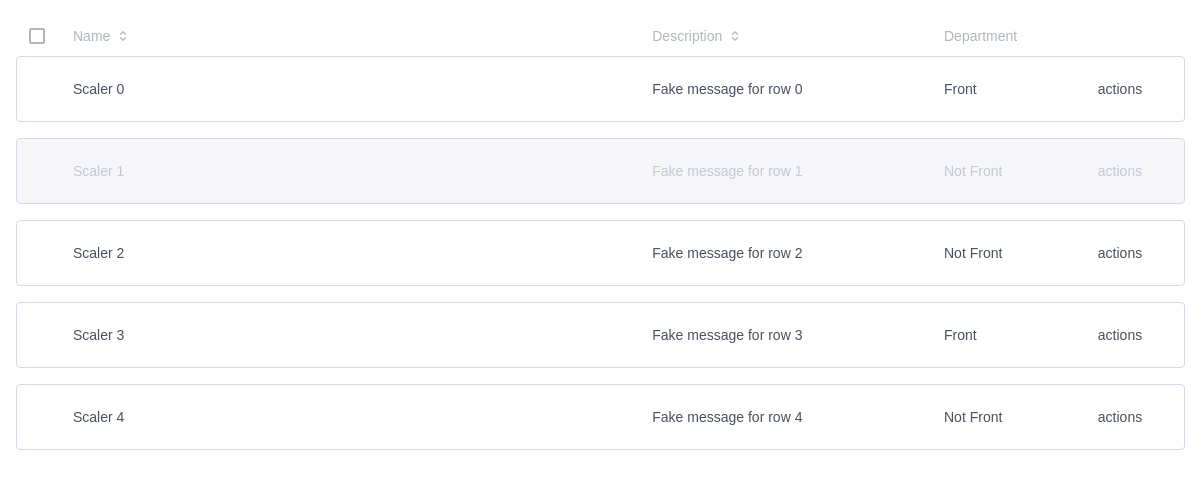 Name Description Department
Scaler 0 Fake message for row 0 Front actions
Scaler 1 Fake message for row 1 Not Front actions
Scaler 2 Fake message for row 2 Not Front actions
Scaler 3 Fake message for row 3 Front actions
Scaler 4 Fake message for row 4 Not Front actions